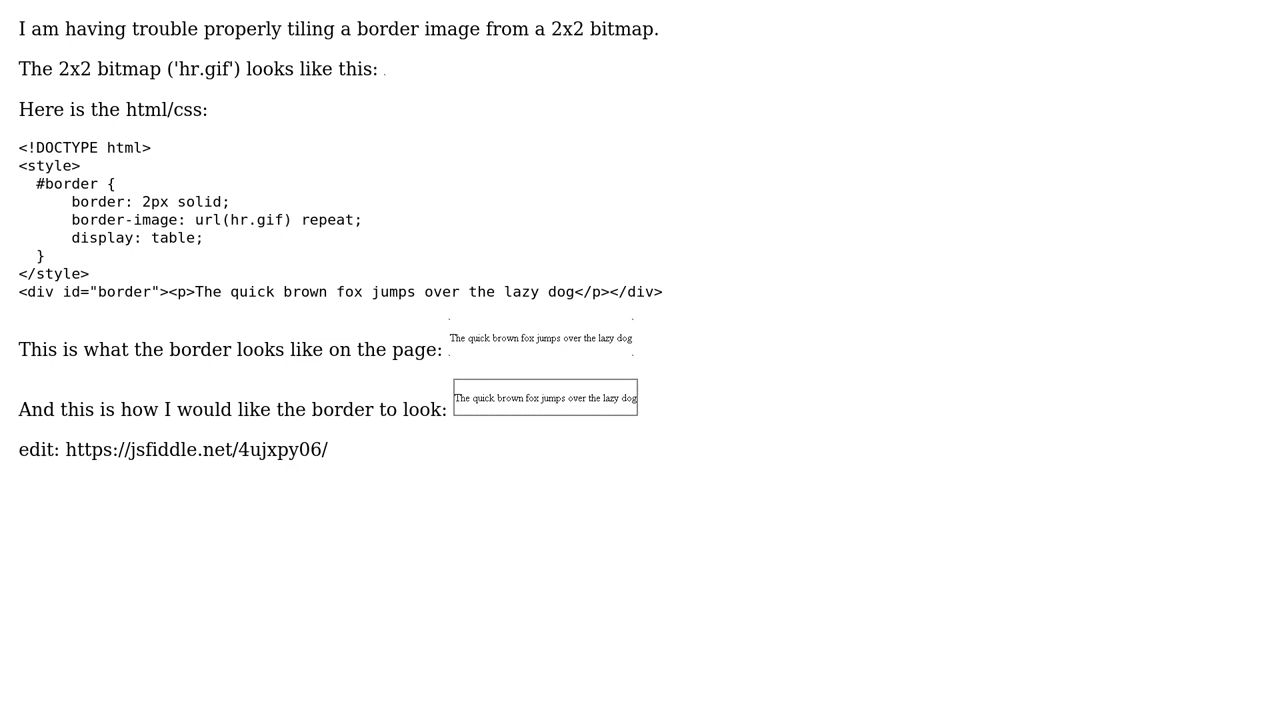 I am having trouble properly tiling a border image from a 2x2 bitmap.
The 2x2 bitmap ('hr.gif') looks like this:
Here is the html/css:
<!DOCTYPE html>
<style>
  #border {
      border: 2px solid;
      border-image: url(hr.gif) repeat;
      display: table;
  }
</style>
<div id="border"><p>The quick brown fox jumps over the lazy dog</p></div>
This is what the border looks like on the page: The quick brown fox jumps over the lazy dog
And this is how I would like the border to look: The quick brown fox jumps over the lazy dog
edit: https://jsfiddle.net/4ujxpy06/